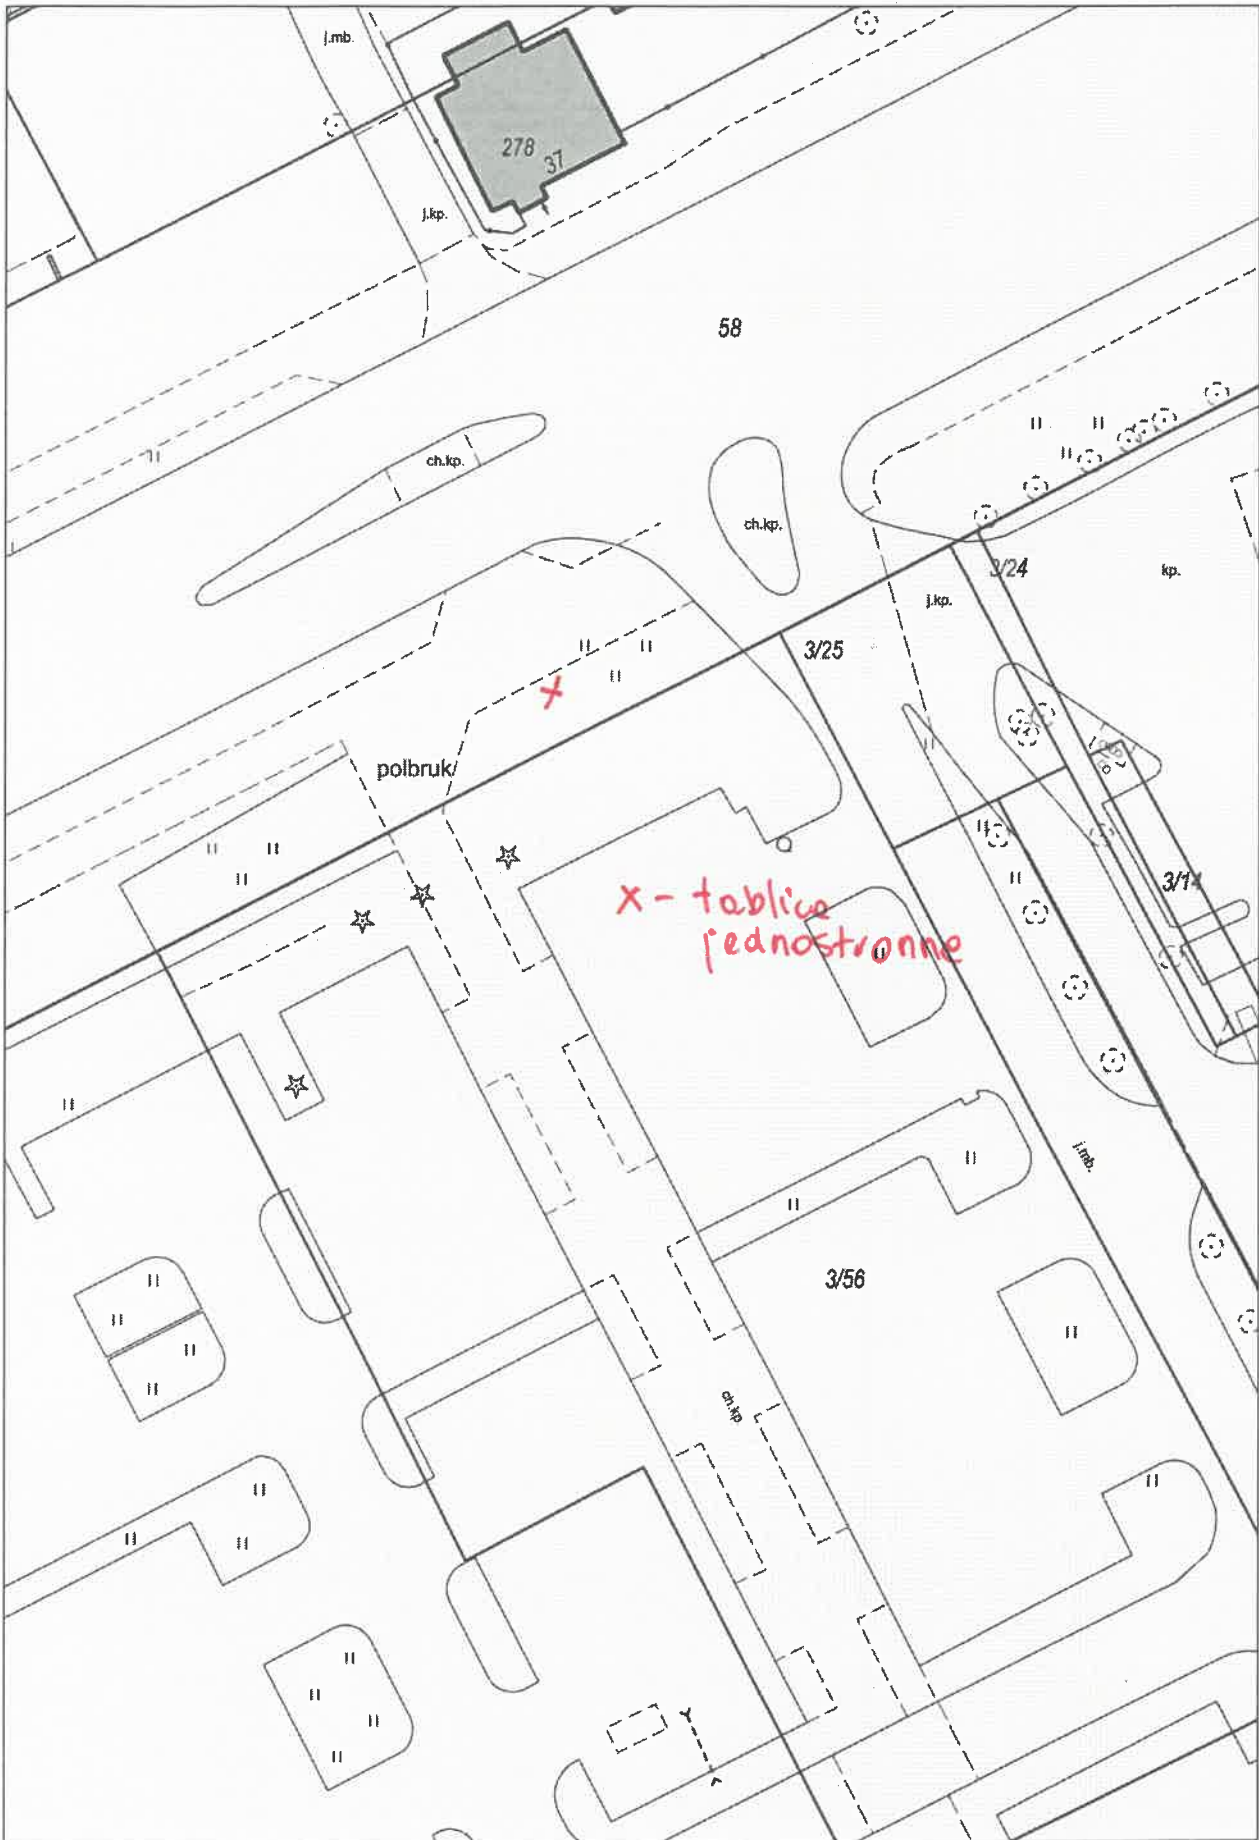 j.mb.
278
37
j.kp.
58
ch.kp.
ch.kp.
3/24
kp.
j.kp.
3/25
polbruk
x - tablica
jednostronne
3/14
j.mb.
3/56
ch.kp.